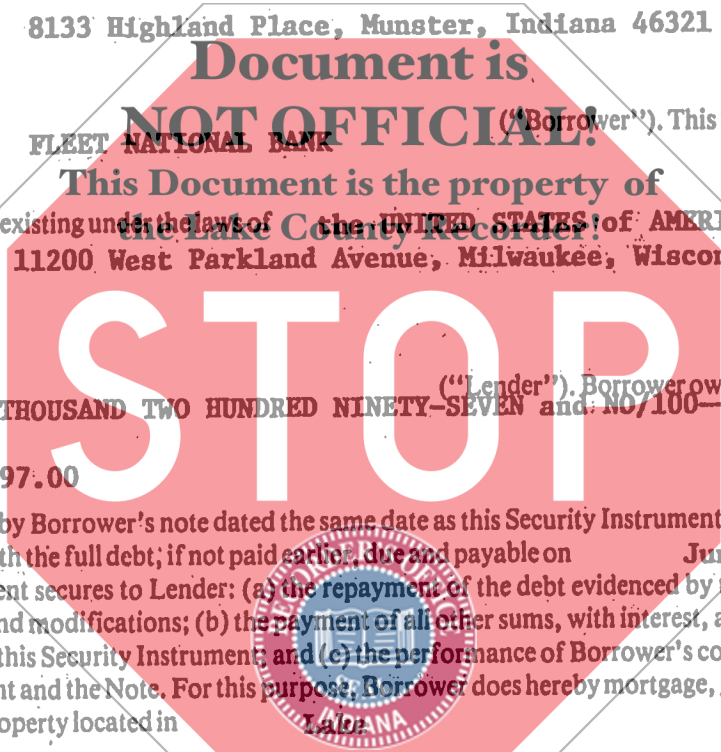 8133 Highland Place, Munster, Indiana 46321
Document is
NOT OFFICIAL!
("Borrower"). This
FLEET NATIONAL BANK
This Document is the property of
existing under the laws of the UNITED STATES of AMERI
the Lake County Recorder!
11200 West Parkland Avenue, Milwaukee, Wiscon
STOP
("Lender"). Borrower ow
THOUSAND TWO HUNDRED NINETY-SEVEN and NO/100—
97.00
by Borrower's note dated the same date as this Security Instrument
th the full debt, if not paid earlier, due and payable on Jun
ent secures to Lender: (a) the repayment of the debt evidenced by
nd modifications; (b) the payment of all other sums, with interest, a
this Security Instrument; and (c) the performance of Borrower's co
nt and the Note. For this purpose, Borrower does hereby mortgage,
operty located in Lake
INDIANA